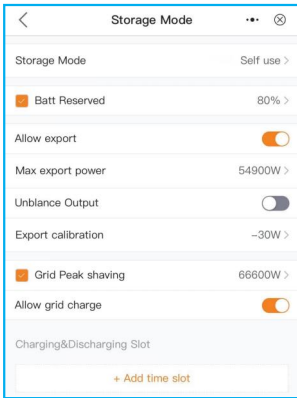 Storage Mode
Storage Mode Self use
Batt Reserved 80%
Allow export
Max export power 54900W
Unblance Output
Export calibration -30W
Grid Peak shaving 66600W
Allow grid charge
Charging&Discharging Slot
+ Add time slot